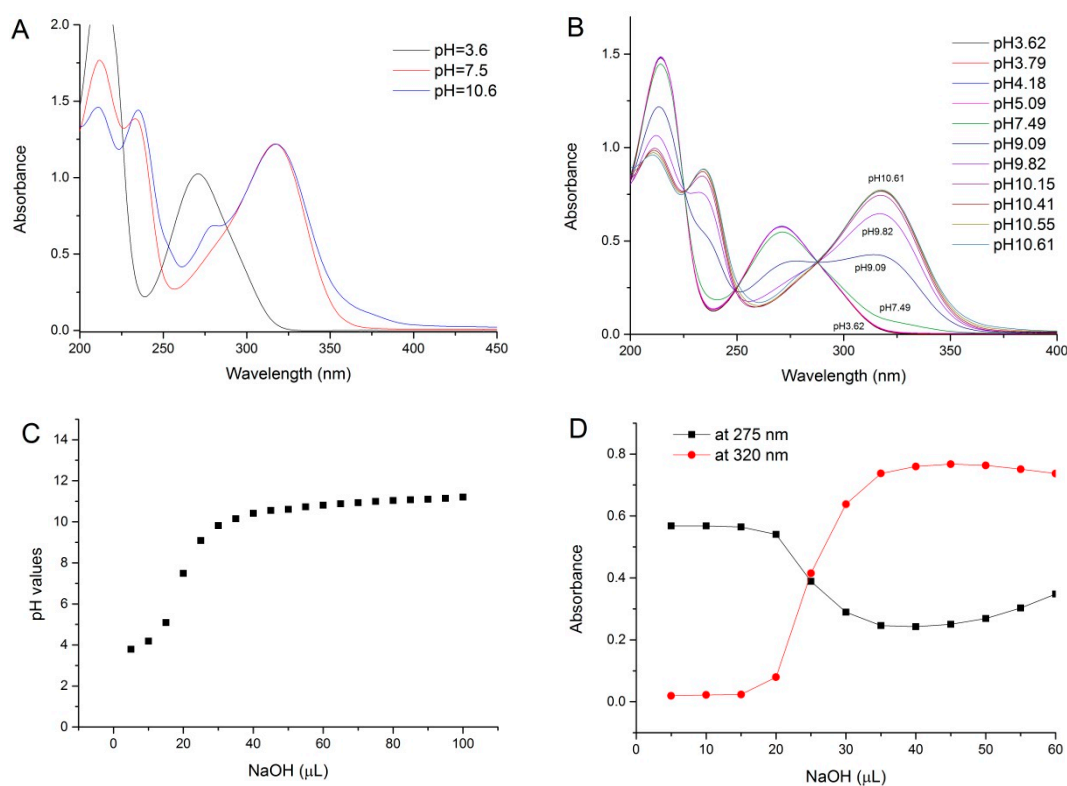 A
pH=3.6
pH=7.5
pH=10.6
2.0
1.5
1.0
0.5
0.0
Absorbance
200 250 300 350 400 450
Wavelength (nm)
B
pH3.62
pH3.79
pH4.18
pH5.09
pH7.49
pH9.09
pH9.82
pH10.15
pH10.41
pH10.55
pH10.61
1.5
1.0
0.5
0.0
Absorbance
pH10.61
pH9.82
pH9.09
pH7.49
pH3.62
200 250 300 350 400
Wavelength (nm)
C
14
12
10
8
6
4
2
0
pH values
0 20 40 60 80 100
NaOH (μL)
D
at 275 nm
at 320 nm
0.8
0.6
0.4
0.2
0.0
Absorbance
0 10 20 30 40 50 60
NaOH (μL)